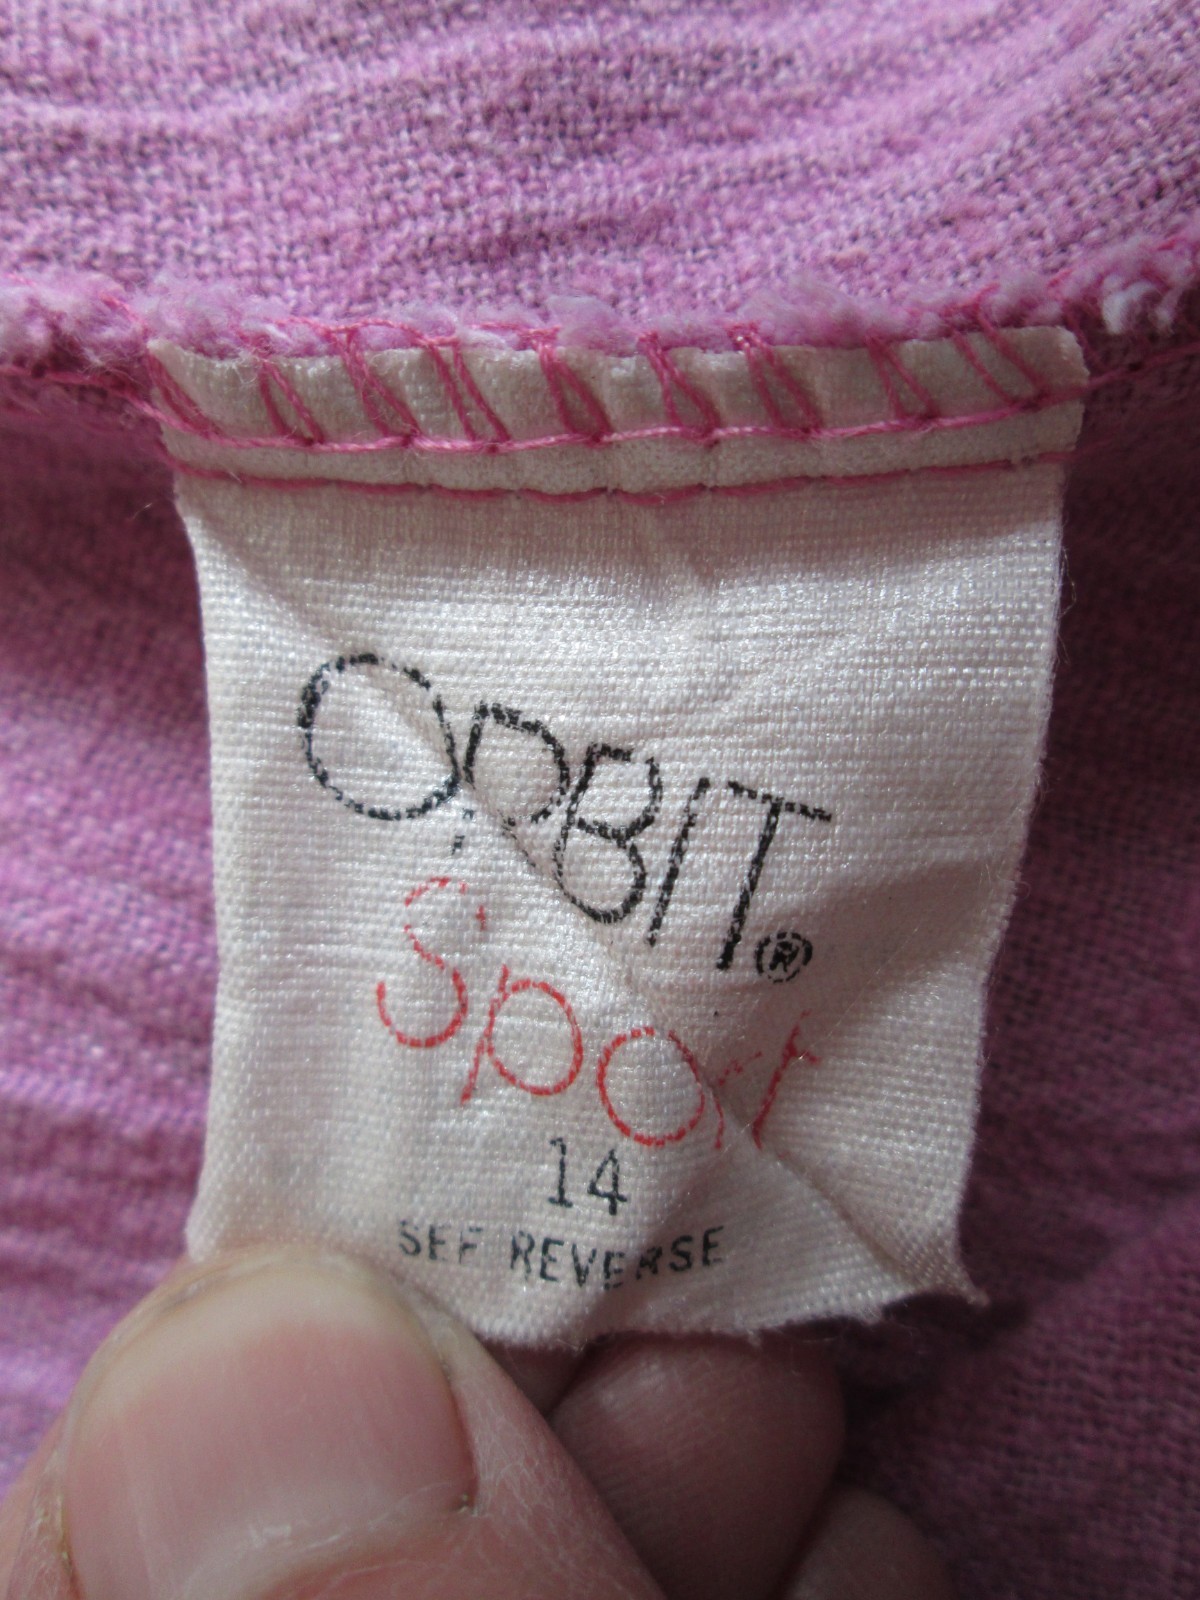 ORBIT®
Sport
14
SEE REVERSE